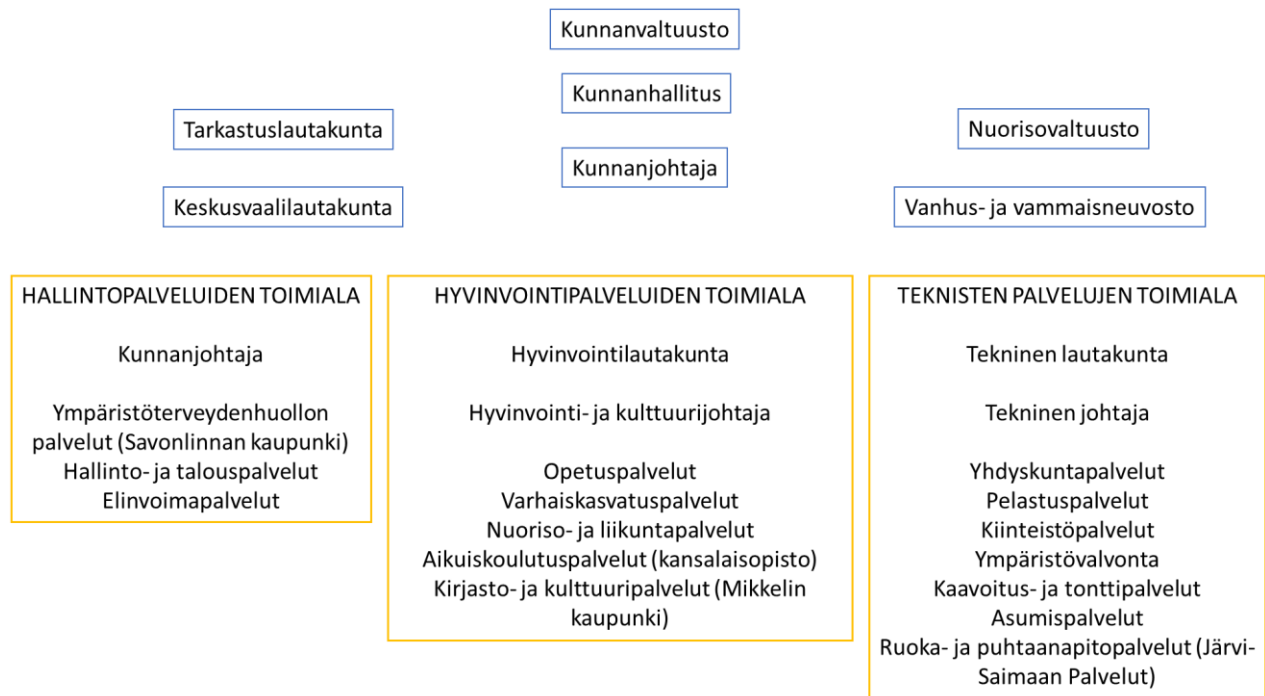 Kunnanvaltuusto
Kunnanhallitus
Tarkastuslautakunta
Nuorisovaltuusto
Kunnanjohtaja
Keskusvaalilautakunta
Vanhus- ja vammaisneuvosto
HALLINTOPALVELUIDEN TOIMIALA
Kunnanjohtaja
Ympäristöterveydenhuollon
palvelut (Savonlinnan kaupunki)
Hallinto- ja talouspalvelut
Elinvoimapalvelut
HYVINVOINTIPALVELUIDEN TOIMIALA
Hyvinvointilautakunta
Hyvinvointi- ja kulttuurijohtaja
Opetuspalvelut
Varhaiskasvatuspalvelut
Nuoriso- ja liikuntapalvelut
Aikuiskoulutuspalvelut (kansalaisopisto)
Kirjasto- ja kulttuuripalvelut (Mikkelin
kaupunki)
TEKNISTEN PALVELUJEN TOIMIALA
Tekninen lautakunta
Tekninen johtaja
Yhdyskuntapalvelut
Pelastuspalvelut
Kiinteistöpalvelut
Ympäristövalvonta
Kaavoitus- ja tonttipalvelut
Asumispalvelut
Ruoka- ja puhtaanapitopalvelut (Järvi-
Saimaan Palvelut)